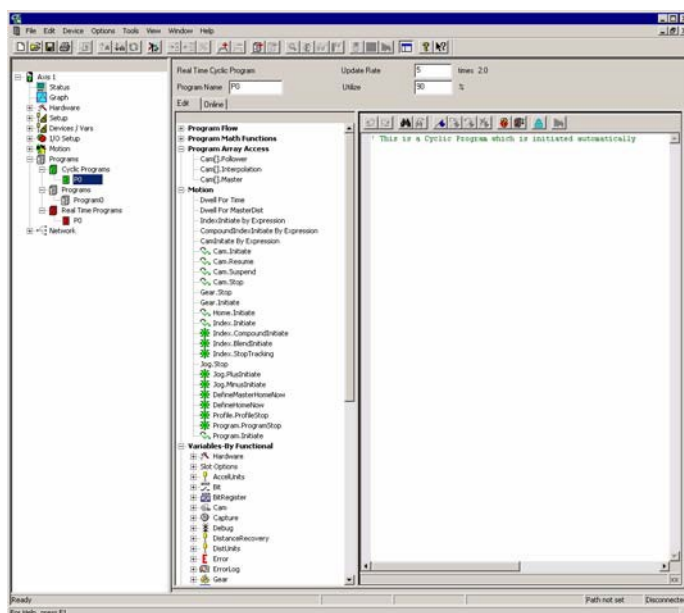 File Edit Device Options Tools View Window Help
Axis 1
Status
Graph
Hardware
Setup
Devices / Vars
I/O Setup
Motion
Programs
Cyclic Programs
P0
Programs
Program0
Real Time Programs
P0
Network
Real Time Cyclic Program Update Rate 5 times 2.0
Program Name P0 Utilize 90 %
Edit Online
Program Flow
Program Math Functions
Program Array Access
Cam[].Follower
Cam[].Interpolation
Cam[].Master
Motion
Dwell For Time
Dwell For MasterDist
IndexInitiate by Expression
CompoundIndexInitiate By Expression
CamInitate By Expression
Cam.Initiate
Cam.Resume
Cam.Suspend
Cam.Stop
Gear.Stop
Gear.Initiate
Home.Initiate
Index.Initiate
Index.CompoundInitiate
Index.BlendInitiate
Index.StopTracking
Jog.Stop
Jog.PlusInitiate
Jog.MinusInitiate
DefineMasterHomeNow
DefineHomeNow
Profile.ProfileStop
Program.ProgramStop
Program.Initiate
Variables-By Functional
Hardware
Slot Options
AccelUnits
Bit
BitRegister
Cam
Capture
Debug
DistanceRecovery
DistUnits
Error
ErrorLog
Gear
' This is a Cyclic Program which is initiated automatically
Ready Path not set Disconnected
For Help, press F1